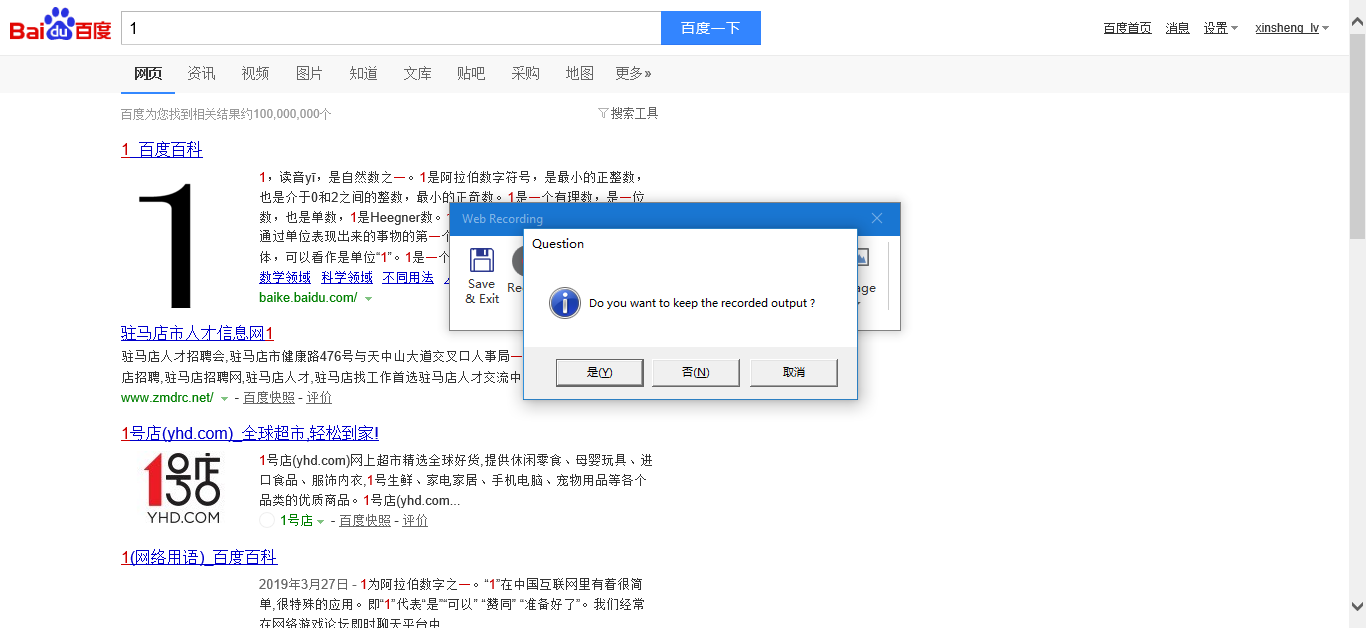 Bai du 百度
1
百度一下
百度首页 消息 设置 xinsheng_lv
网页 资讯 视频 图片 知道 文库 贴吧 采购 地图 更多»
百度为您找到相关结果约100,000,000个
搜索工具
1_百度百科
1
1，读音yī，是自然数之一。1是阿拉伯数字符号，是最小的正整数，
也是介于0和2之间的整数，最小的正奇数。1是一个有理数，是一位
数，也是单数，1是Heegner数。
通过单位表现出来的事物的第一个
体，可以看作是单位“1”。1是一个
数学领域 科学领域 不同用法
baike.baidu.com/
Web Recording
Save
& Exit
Question
Do you want to keep the recorded output ?
是(Y)
否(N)
取消
驻马店市人才信息网1
驻马店人才招聘会,驻马店市健康路476号与天中山大道交叉口人事局一
店招聘,驻马店招聘网,驻马店人才,驻马店找工作首选驻马店人才交流中
www.zmdrc.net/ - 百度快照 - 评价
1号店(yhd.com)_全球超市,轻松到家!
1号店
YHD.COM
1号店(yhd.com)网上超市精选全球好货,提供休闲零食、母婴玩具、进
口食品、服饰内衣,1号生鲜、家电家居、手机电脑、宠物用品等各个
品类的优质商品。1号店(yhd.com...
1号店 - 百度快照 - 评价
1(网络用语)_百度百科
2019年3月27日 - 1为阿拉伯数字之一。“1”在中国互联网里有着很简
单,很特殊的应用。即“1”代表“是”“可以” “赞同” “准备好了”。我们经常
在网络游戏论坛即时聊天平台中